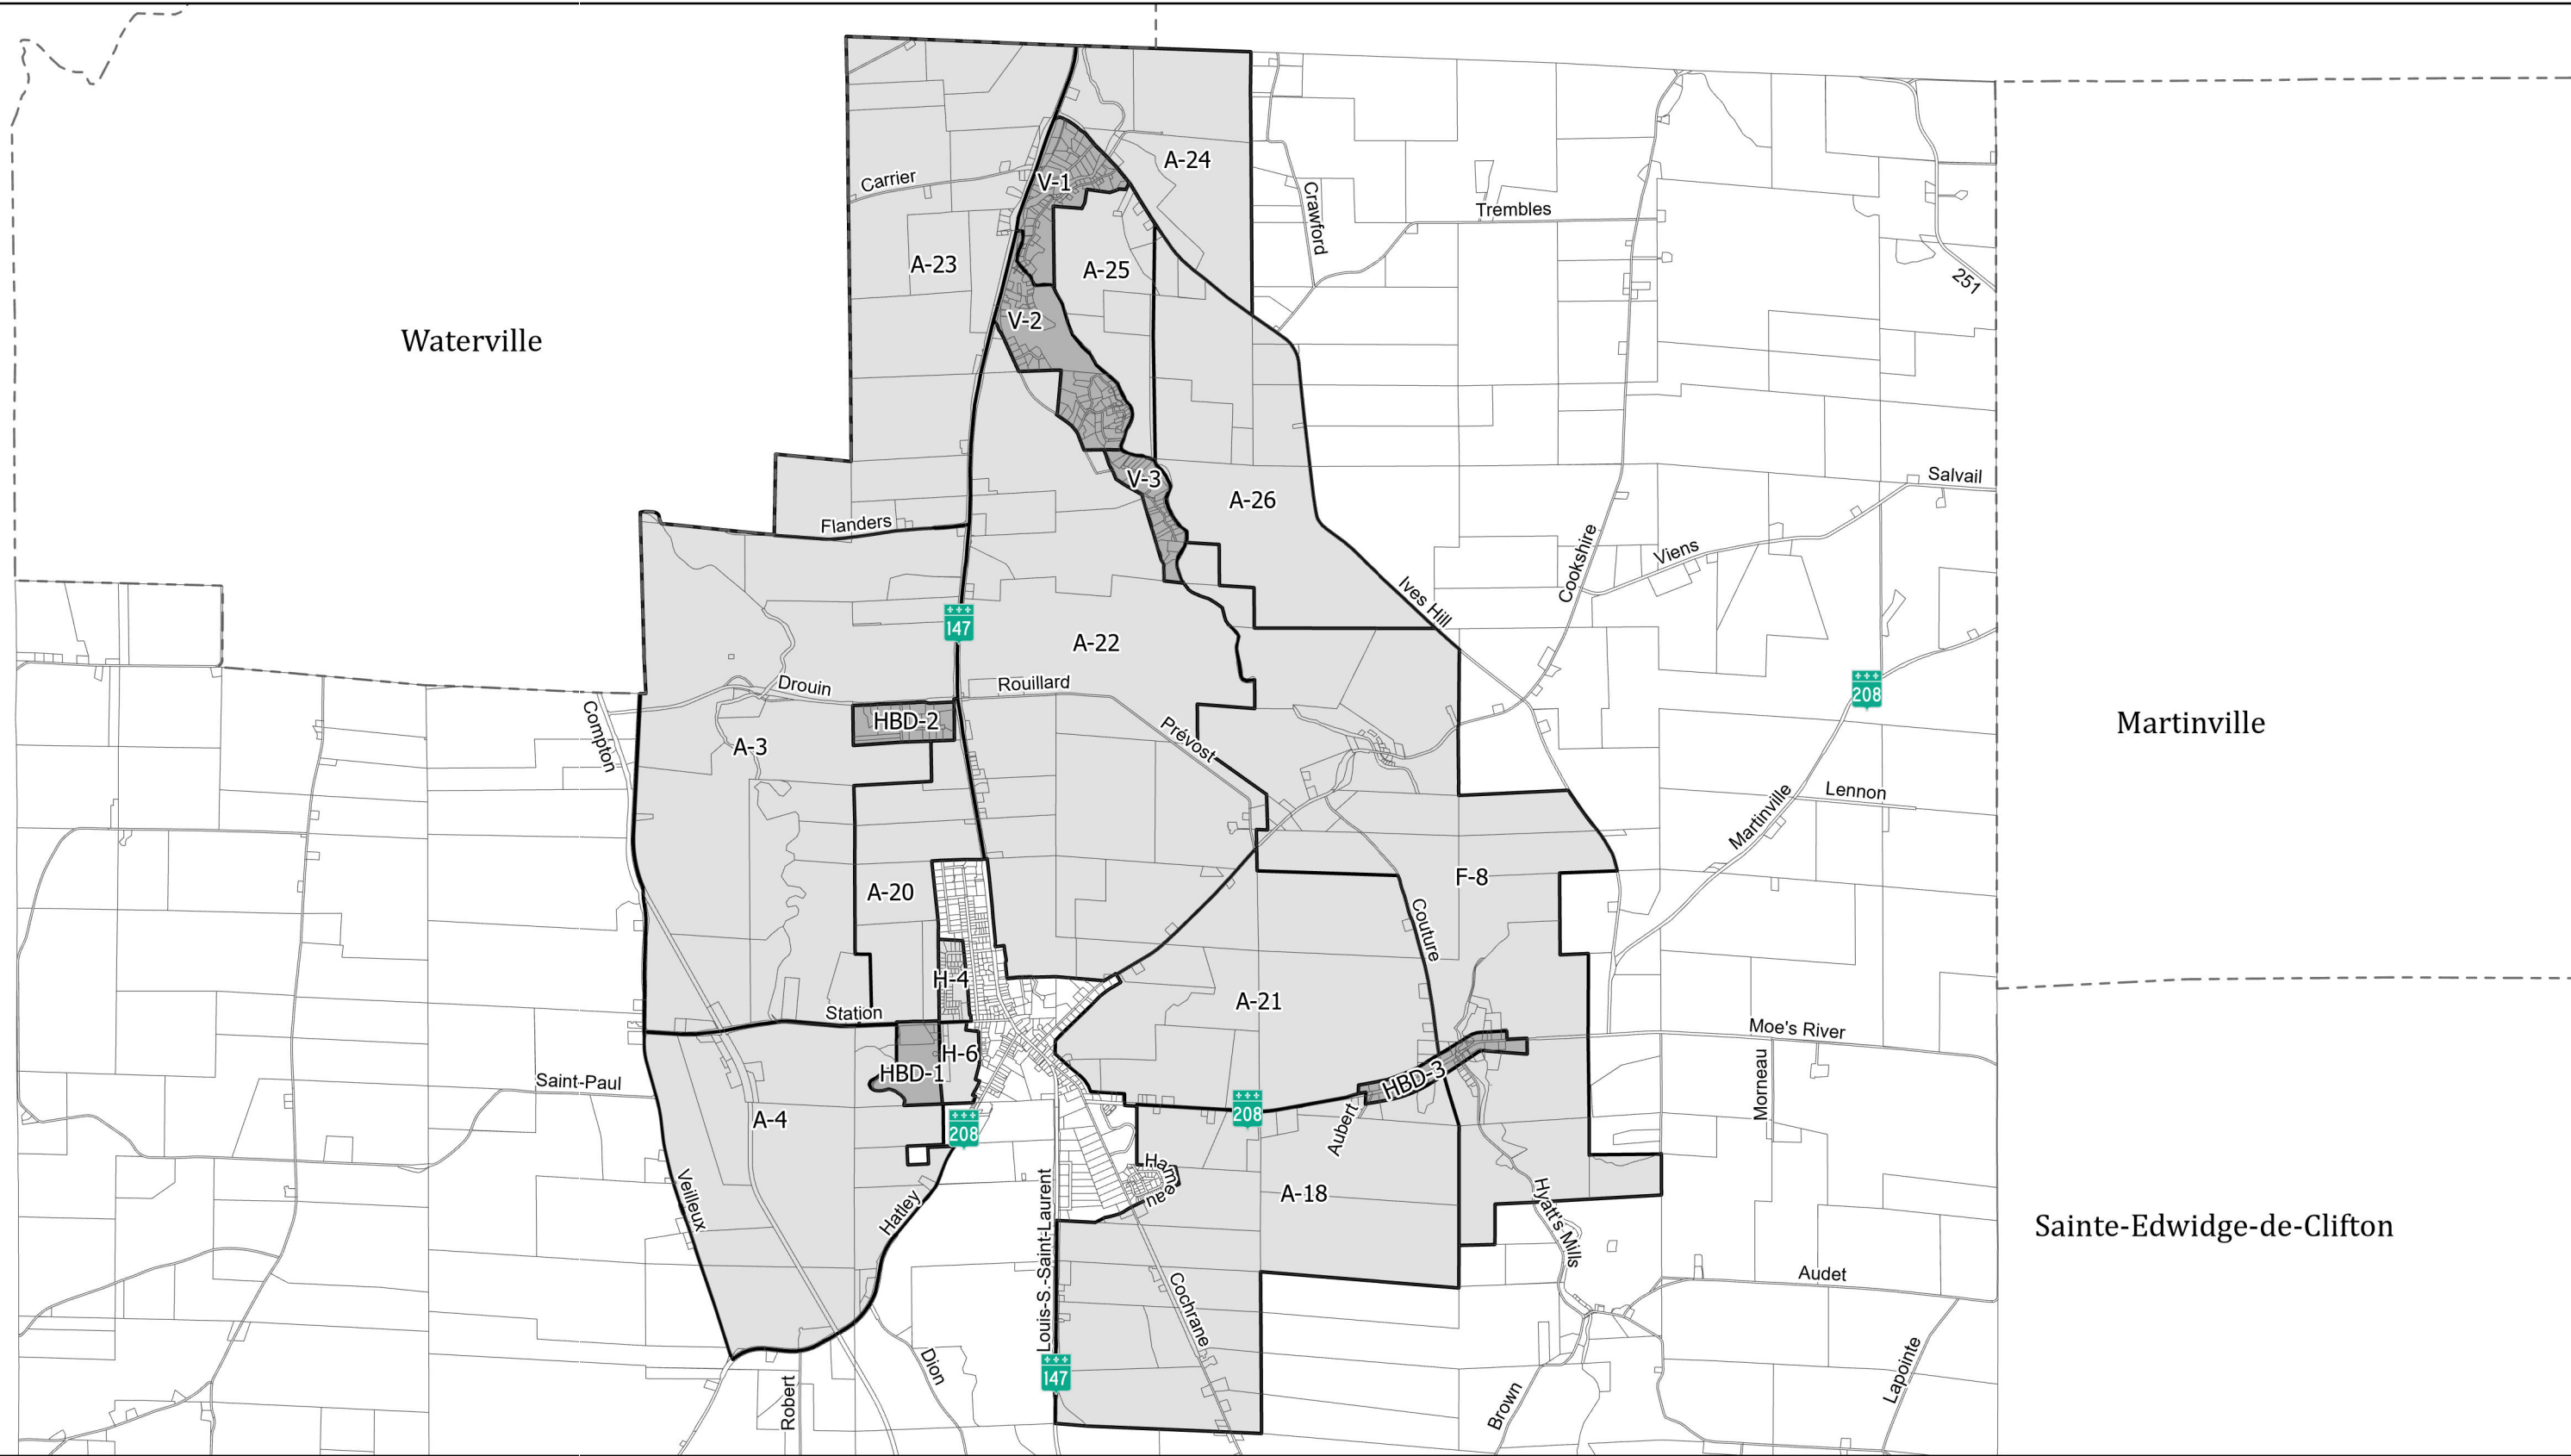 A-24
Carrier
V-1
Crawford
Trembles
A-23
A-25
251
V-2
Waterville
V-3
Salvail
A-26
Flanders
Cookshire
Viens
Ives Hill
147
A-22
Drouin
Rouillard
208
Compton
HBD-2
Martinville
A-3
Prévost
Lennon
Martinville
A-20
F-8
Couture
H-4
A-21
Station
Moe's River
H-6
HBD-1
HBD-3
Saint-Paul
Morneau
A-4
208
208
Aubert
Hameau
Veilleux
Hatley
A-18
Louis-S.-Saint-Laurent
Hyatt's Mills
Sainte-Edwidge-de-Clifton
Audet
Cochrane
147
Dion
Robert
Brown
Lapointe